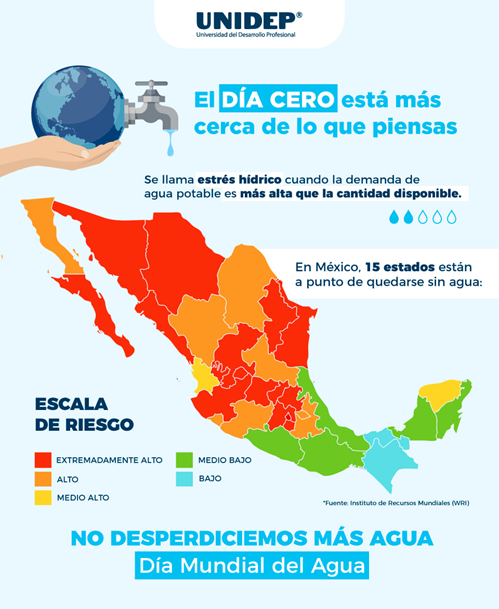 UNIDEP®
Universidad del Desarrollo Profesional
El DÍA CERO está más
cerca de lo que piensas
Se llama estrés hídrico cuando la demanda de
agua potable es más alta que la cantidad disponible.
En México, 15 estados están
a punto de quedarse sin agua:
ESCALA
DE RIESGO
EXTREMADAMENTE ALTO
ALTO
MEDIO ALTO
MEDIO BAJO
BAJO
*Fuente: Instituto de Recursos Mundiales (WRI)
NO DESPERDICIEMOS MÁS AGUA
Día Mundial del Agua